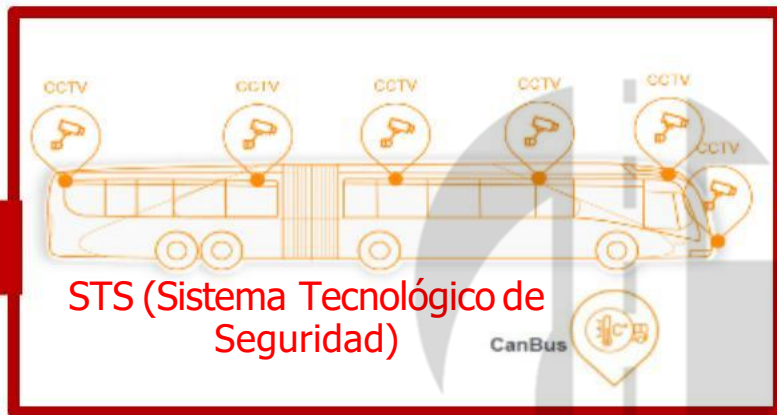 CCTV
CCTV
CCTV
CCTV
CCTV
CCTV
STS (Sistema Tecnológico de
Seguridad)
CanBus
C°